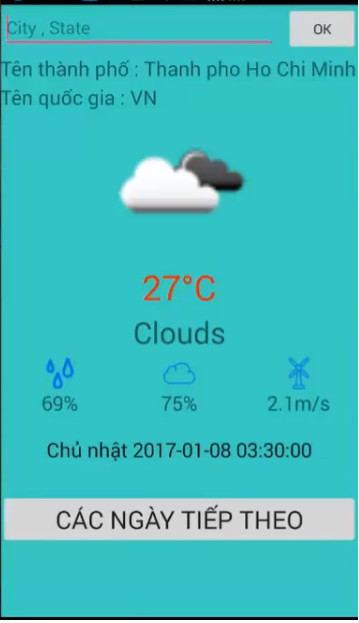 City , State
OK
Tên thành phố : Thanh pho Ho Chi Minh
Tên quốc gia : VN
27°C
Clouds
69% 75% 2.1m/s
Chủ nhật 2017-01-08 03:30:00
CÁC NGÀY TIẾP THEO